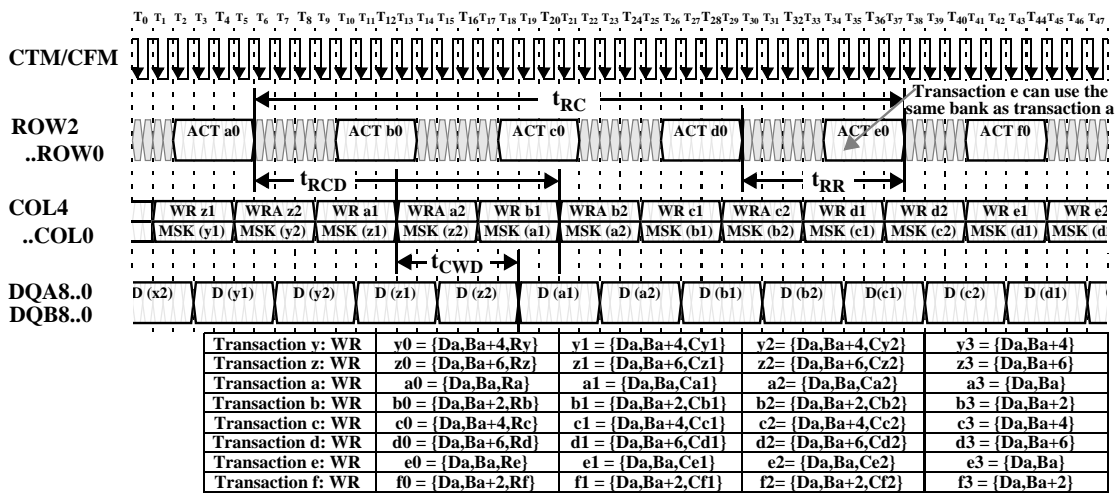 T0 T1 T2 T3 T4 T5 T6 T7 T8 T9 T10 T11 T12 T13 T14 T15 T16 T17 T18 T19 T20 T21 T22 T23 T24 T25 T26 T27 T28 T29 T30 T31 T32 T33 T34 T35 T36 T37 T38 T39 T40 T41 T42 T43 T44 T45 T46 T47
CTM/CFM
Transaction e can use the
same bank as transaction a
tRC
ROW2
..ROW0
ACT a0 ACT b0 ACT c0 ACT d0 ACT e0 ACT f0
tRCD tRR
COL4
..COL0
WR z1 WRA z2 WR a1 WRA a2 WR b1 WRA b2 WR c1 WRA c2 WR d1 WR d2 WR e1 WR e2
MSK (y1) MSK (y2) MSK (z1) MSK (z2) MSK (a1) MSK (a2) MSK (b1) MSK (b2) MSK (c1) MSK (c2) MSK (d1) MSK (d
tCWD
DQA8..0
DQB8..0
D (x2) D (y1) D (y2) D (z1) D (z2) D (a1) D (a2) D (b1) D (b2) D(c1) D (c2) D (d1)
Transaction y: WR y0 = {Da,Ba+4,Ry} y1 = {Da,Ba+4,Cy1} y2= {Da,Ba+4,Cy2} y3 = {Da,Ba+4}
Transaction z: WR z0 = {Da,Ba+6,Rz} z1 = {Da,Ba+6,Cz1} z2= {Da,Ba+6,Cz2} z3 = {Da,Ba+6}
Transaction a: WR a0 = {Da,Ba,Ra} a1 = {Da,Ba,Ca1} a2= {Da,Ba,Ca2} a3 = {Da,Ba}
Transaction b: WR b0 = {Da,Ba+2,Rb} b1 = {Da,Ba+2,Cb1} b2= {Da,Ba+2,Cb2} b3 = {Da,Ba+2}
Transaction c: WR c0 = {Da,Ba+4,Rc} c1 = {Da,Ba+4,Cc1} c2= {Da,Ba+4,Cc2} c3 = {Da,Ba+4}
Transaction d: WR d0 = {Da,Ba+6,Rd} d1 = {Da,Ba+6,Cd1} d2= {Da,Ba+6,Cd2} d3 = {Da,Ba+6}
Transaction e: WR e0 = {Da,Ba,Re} e1 = {Da,Ba,Ce1} e2= {Da,Ba,Ce2} e3 = {Da,Ba}
Transaction f: WR f0 = {Da,Ba+2,Rf} f1 = {Da,Ba+2,Cf1} f2= {Da,Ba+2,Cf2} f3 = {Da,Ba+2}